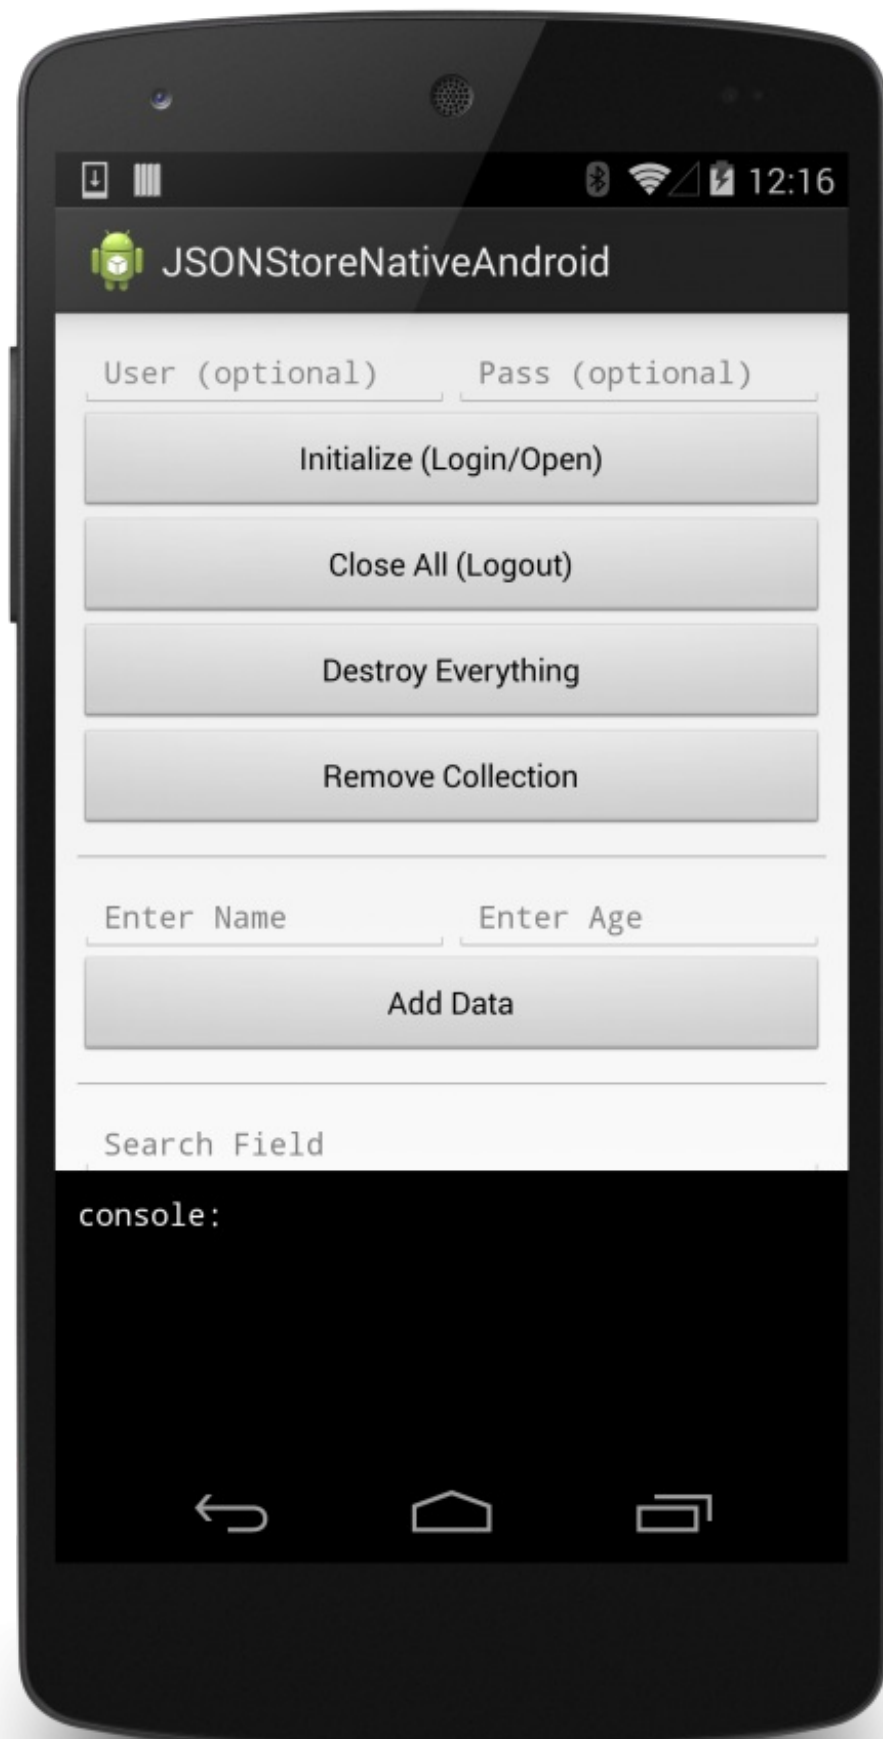 12:16
JSONStoreNativeAndroid
User (optional) Pass (optional)
Initialize (Login/Open)
Close All (Logout)
Destroy Everything
Remove Collection
Enter Name Enter Age
Add Data
Search Field
console: